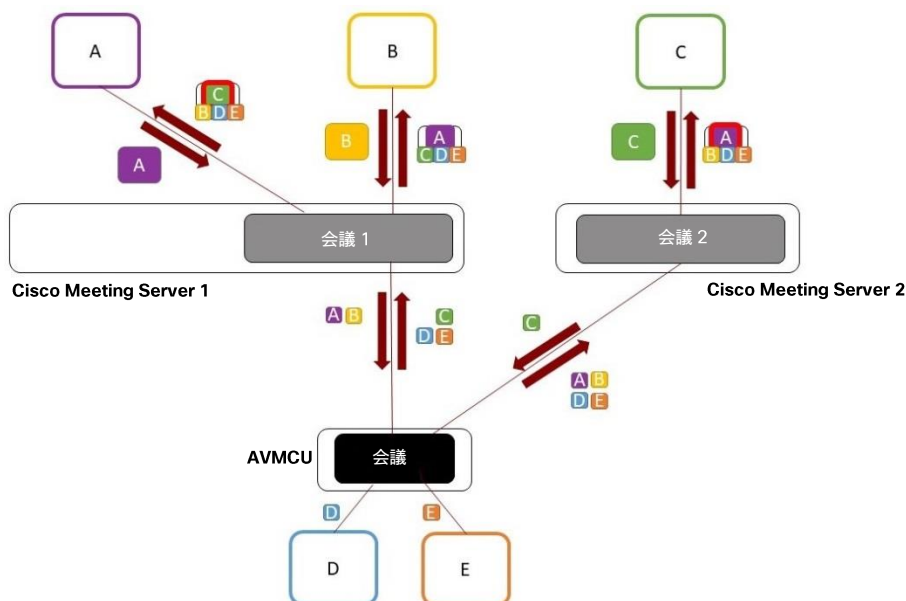 A
B
C
C
B D E
A
B
A
C D E
C
A
B D E
会議 1
会議 2
Cisco Meeting Server 1
Cisco Meeting Server 2
A B
C
D E
C
A B
D E
AVMCU
会議
D
E
D
E